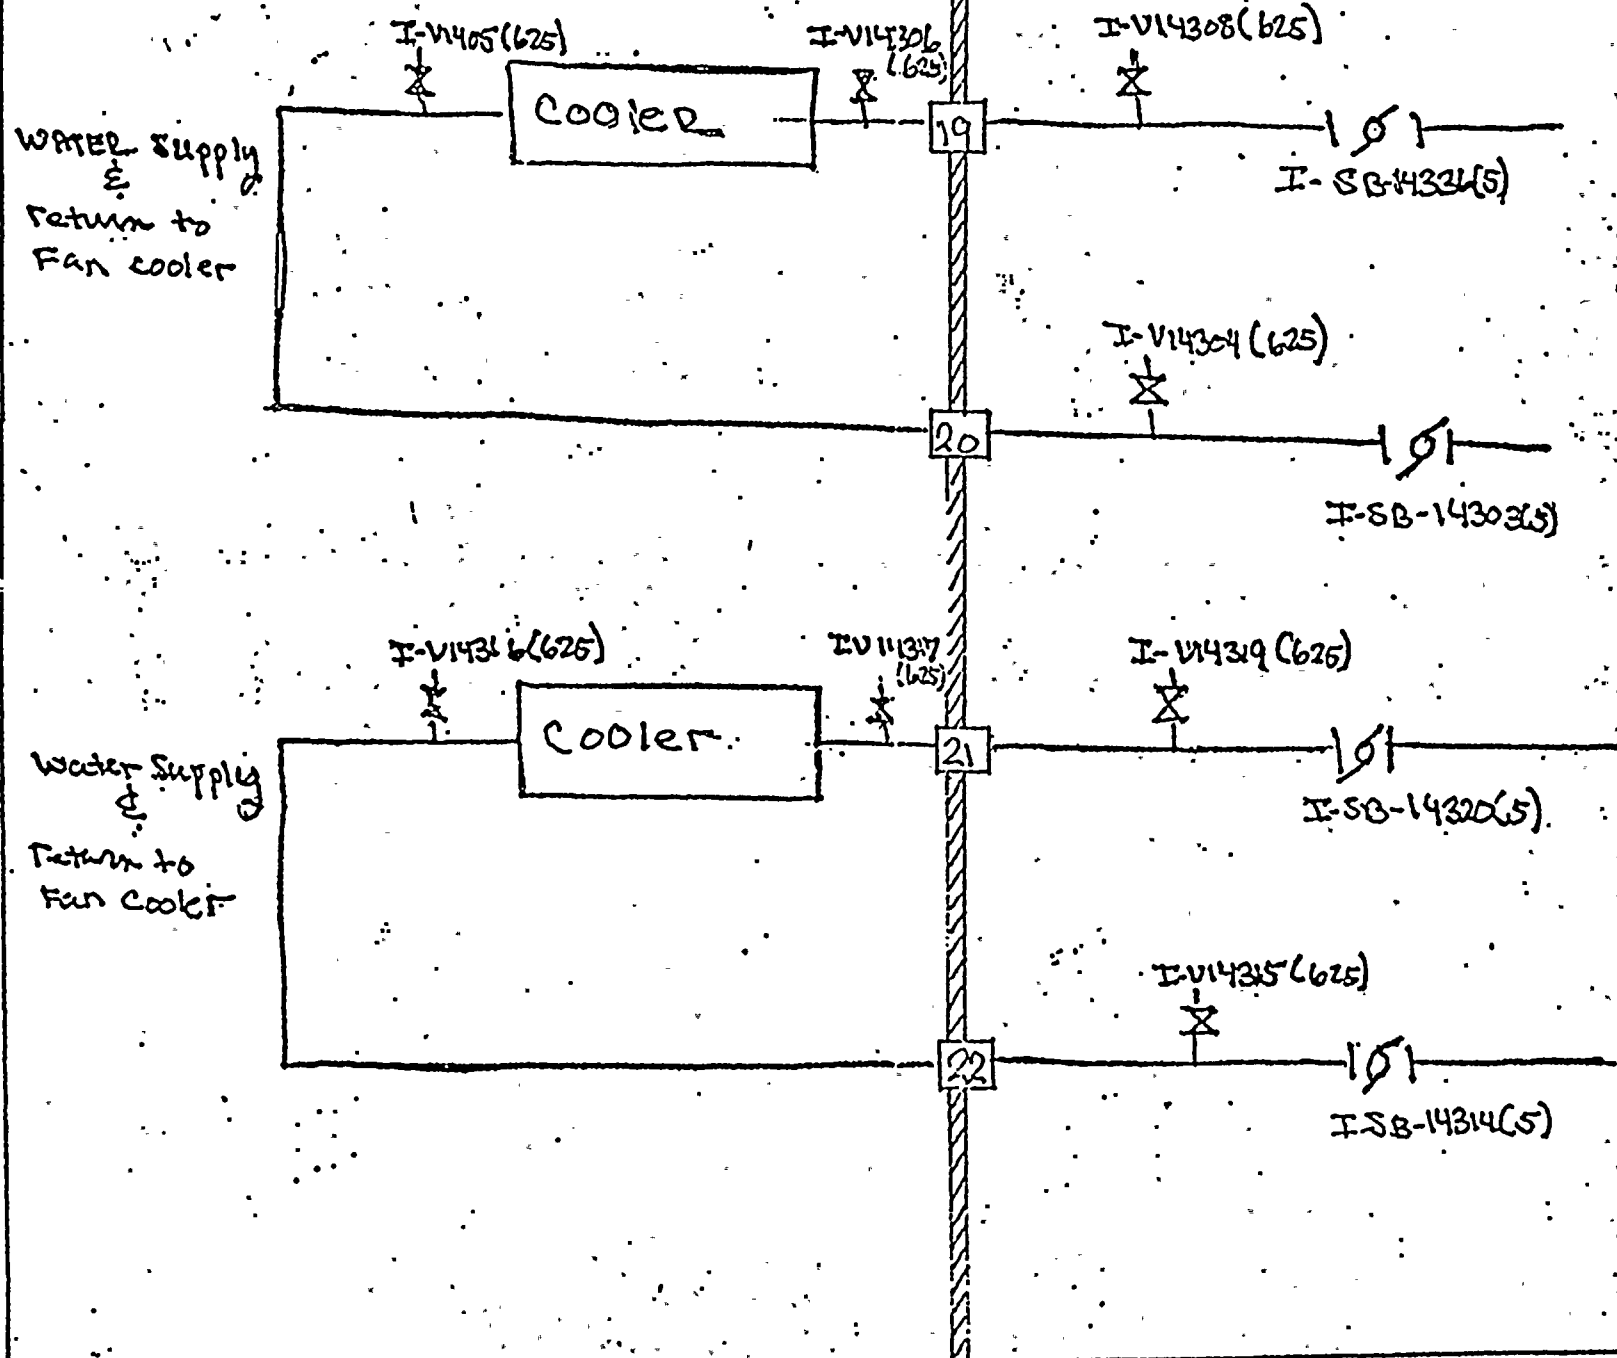 I-V1405(625)
I-V14306
(.625)
I-V14308(625)
COOlER
19
WATER Supply
&
return to
Fan cooler
I-SB-14331(5)
I-V14304(625)
20
I-SB-14303(5)
I-V14316(625)
(625)
I-V14319(625)
COOler
21
Water Supply
&
return to
Fan Cooler
I-SB-14320(5)
I-V14315(625)
22
I-SB-14314(5)